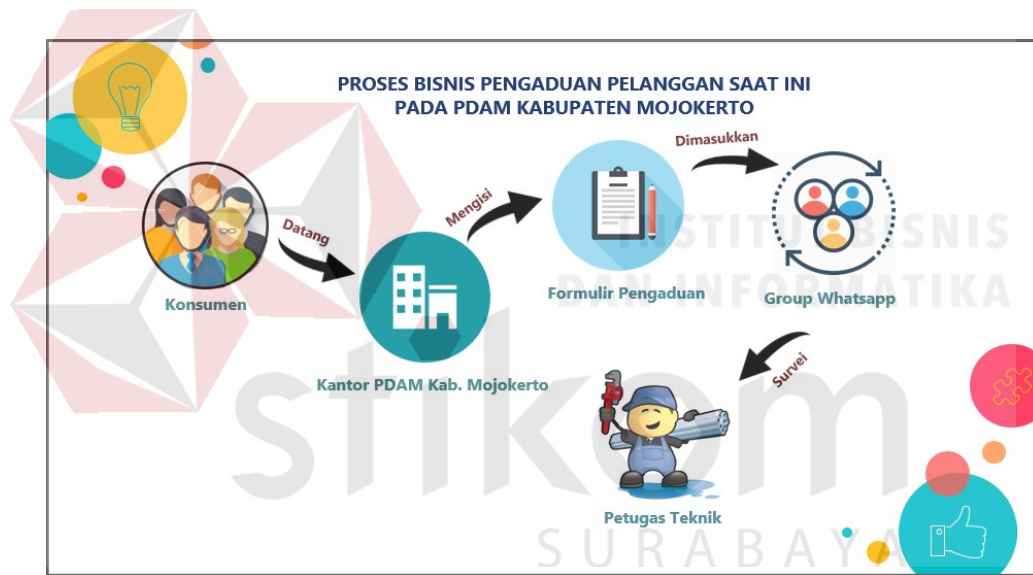 PROSES BISNIS PENGADUAN PELANGGAN SAAT INI
PADA PDAM KABUPATEN MOJOKERTO
Konsumen
Datang
Kantor PDAM Kab. Mojokerto
Mengisi
Formulir Pengaduan
Dimasukkan
Group Whatsapp
Survei
Petugas Teknik
INSTITUT BISNIS
DAN INFORMATIKA
stikom
SURABAYA